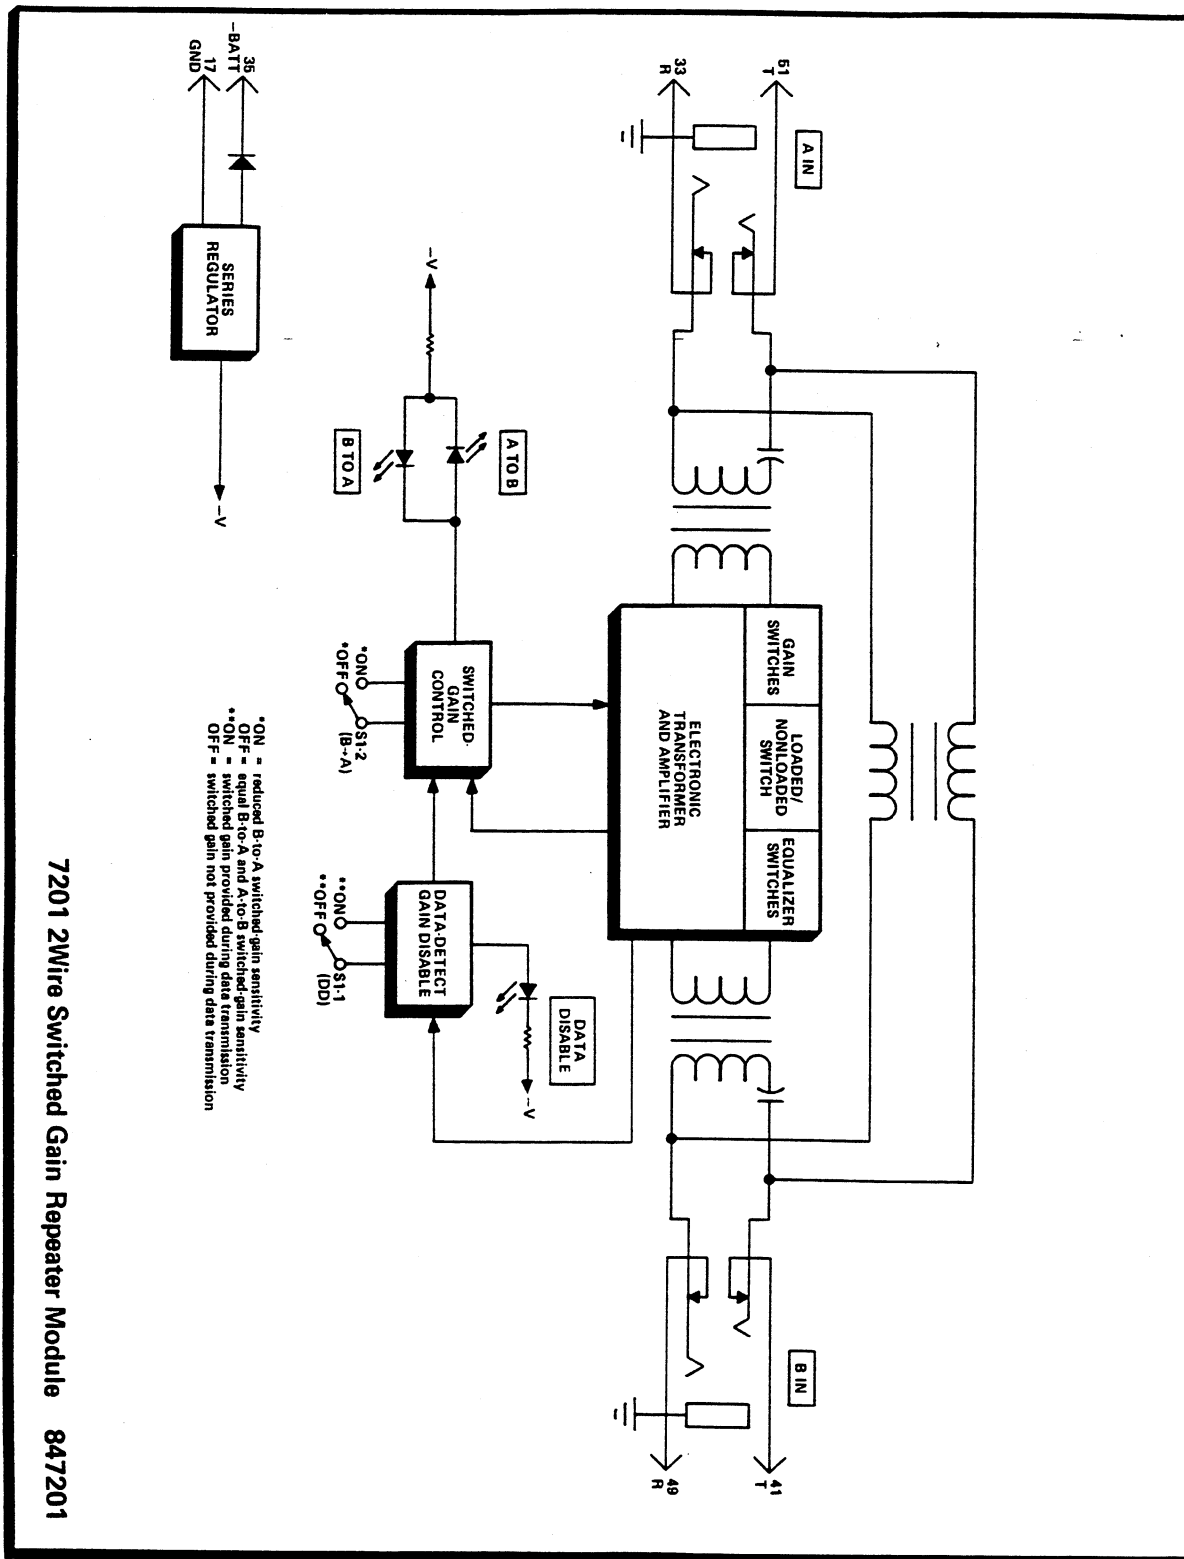 A IN
51
T
33
R
B IN
41
T
49
R
GAIN
SWITCHES
LOADED/
NONLOADED
SWITCH
EQUALIZER
SWITCHES
ELECTRONIC
TRANSFORMER
AND AMPLIFIER
DATA
DISABLE
-V
A TO B
B TO A
-V
SWITCHED-
GAIN
CONTROL
*ON
*OFF
S1-2
(B→A)
DATA-DETECT
GAIN DISABLE
**ON
**OFF
S1-1
(DD)
35
-BATT
17
GND
SERIES
REGULATOR
-V
*ON = reduced B-to-A switched-gain sensitivity
OFF = equal B-to-A and A-to-B switched-gain sensitivity
**ON = switched gain provided during data transmission
OFF = switched gain not provided during data transmission
7201 2Wire Switched Gain Repeater Module 847201